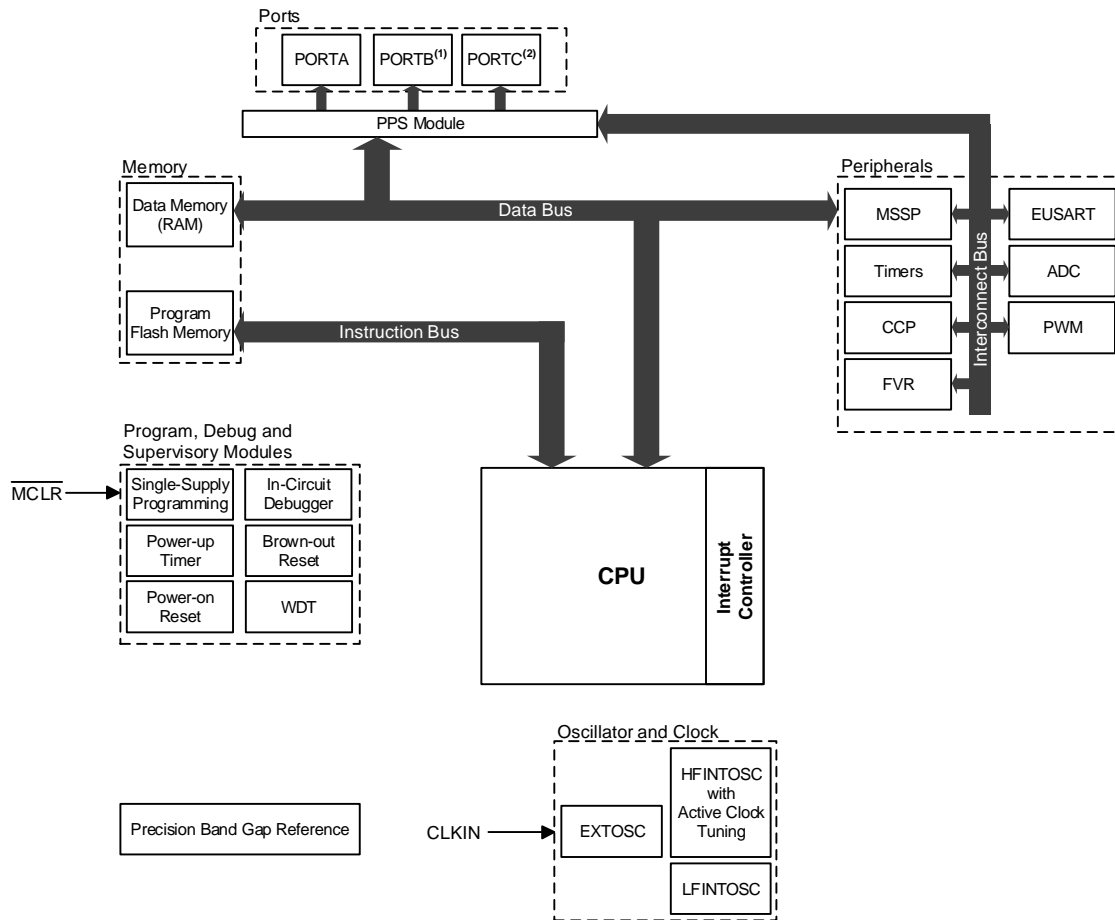 Ports
PORTA
PORTB(1)
PORTC(2)
PPS Module
Memory
Data Memory
(RAM)
Data Bus
Program
Flash Memory
Instruction Bus
Peripherals
MSSP
EUSART
Timers
ADC
CCP
PWM
FVR
Interconnect Bus
Program, Debug and
Supervisory Modules
MCLR
Single-Supply
Programming
In-Circuit
Debugger
Power-up
Timer
Brown-out
Reset
Power-on
Reset
WDT
CPU
Interrupt
Controller
Oscillator and Clock
HFINTOSC
with
Active Clock
Tuning
EXTOSC
LFINTOSC
CLKIN
Precision Band Gap Reference